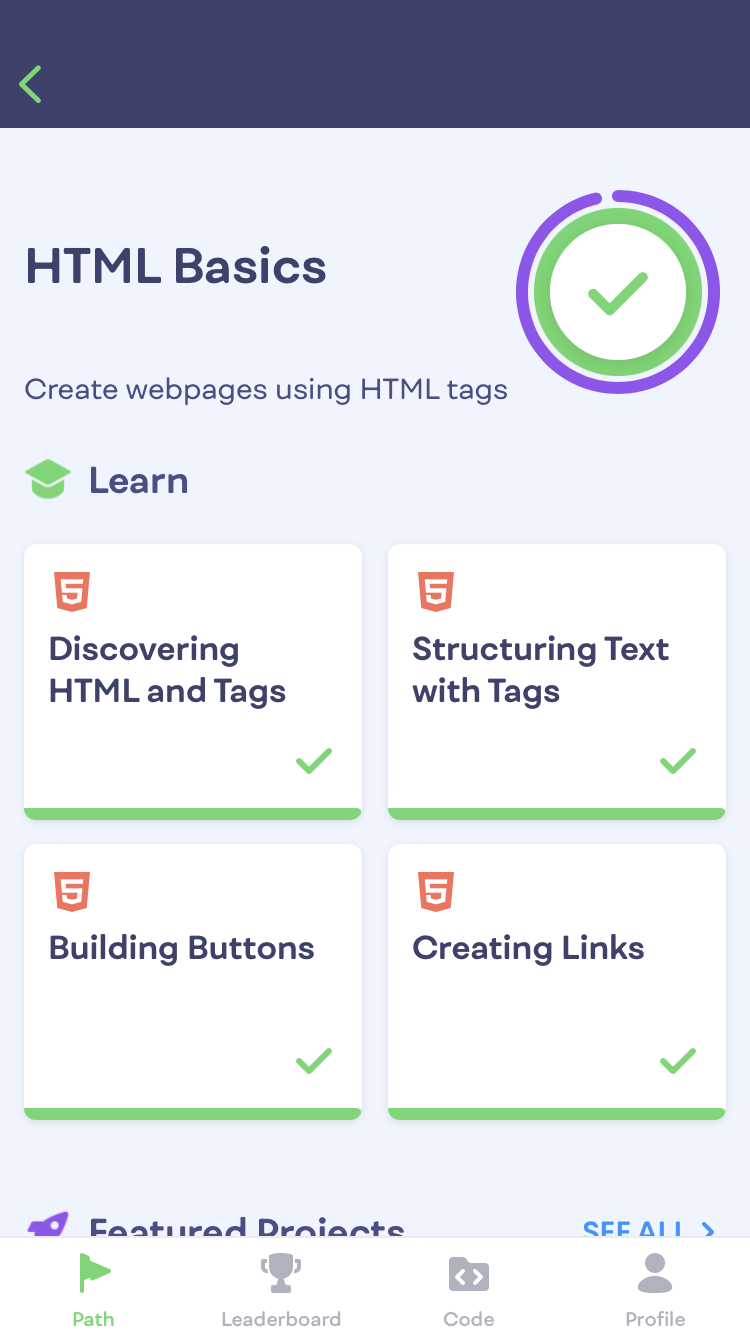 HTML Basics
Create webpages using HTML tags
Learn
Discovering
HTML and Tags
Structuring Text
with Tags
Building Buttons
Creating Links
Featured Projects
SEE ALL
Path
Leaderboard
Code
Profile